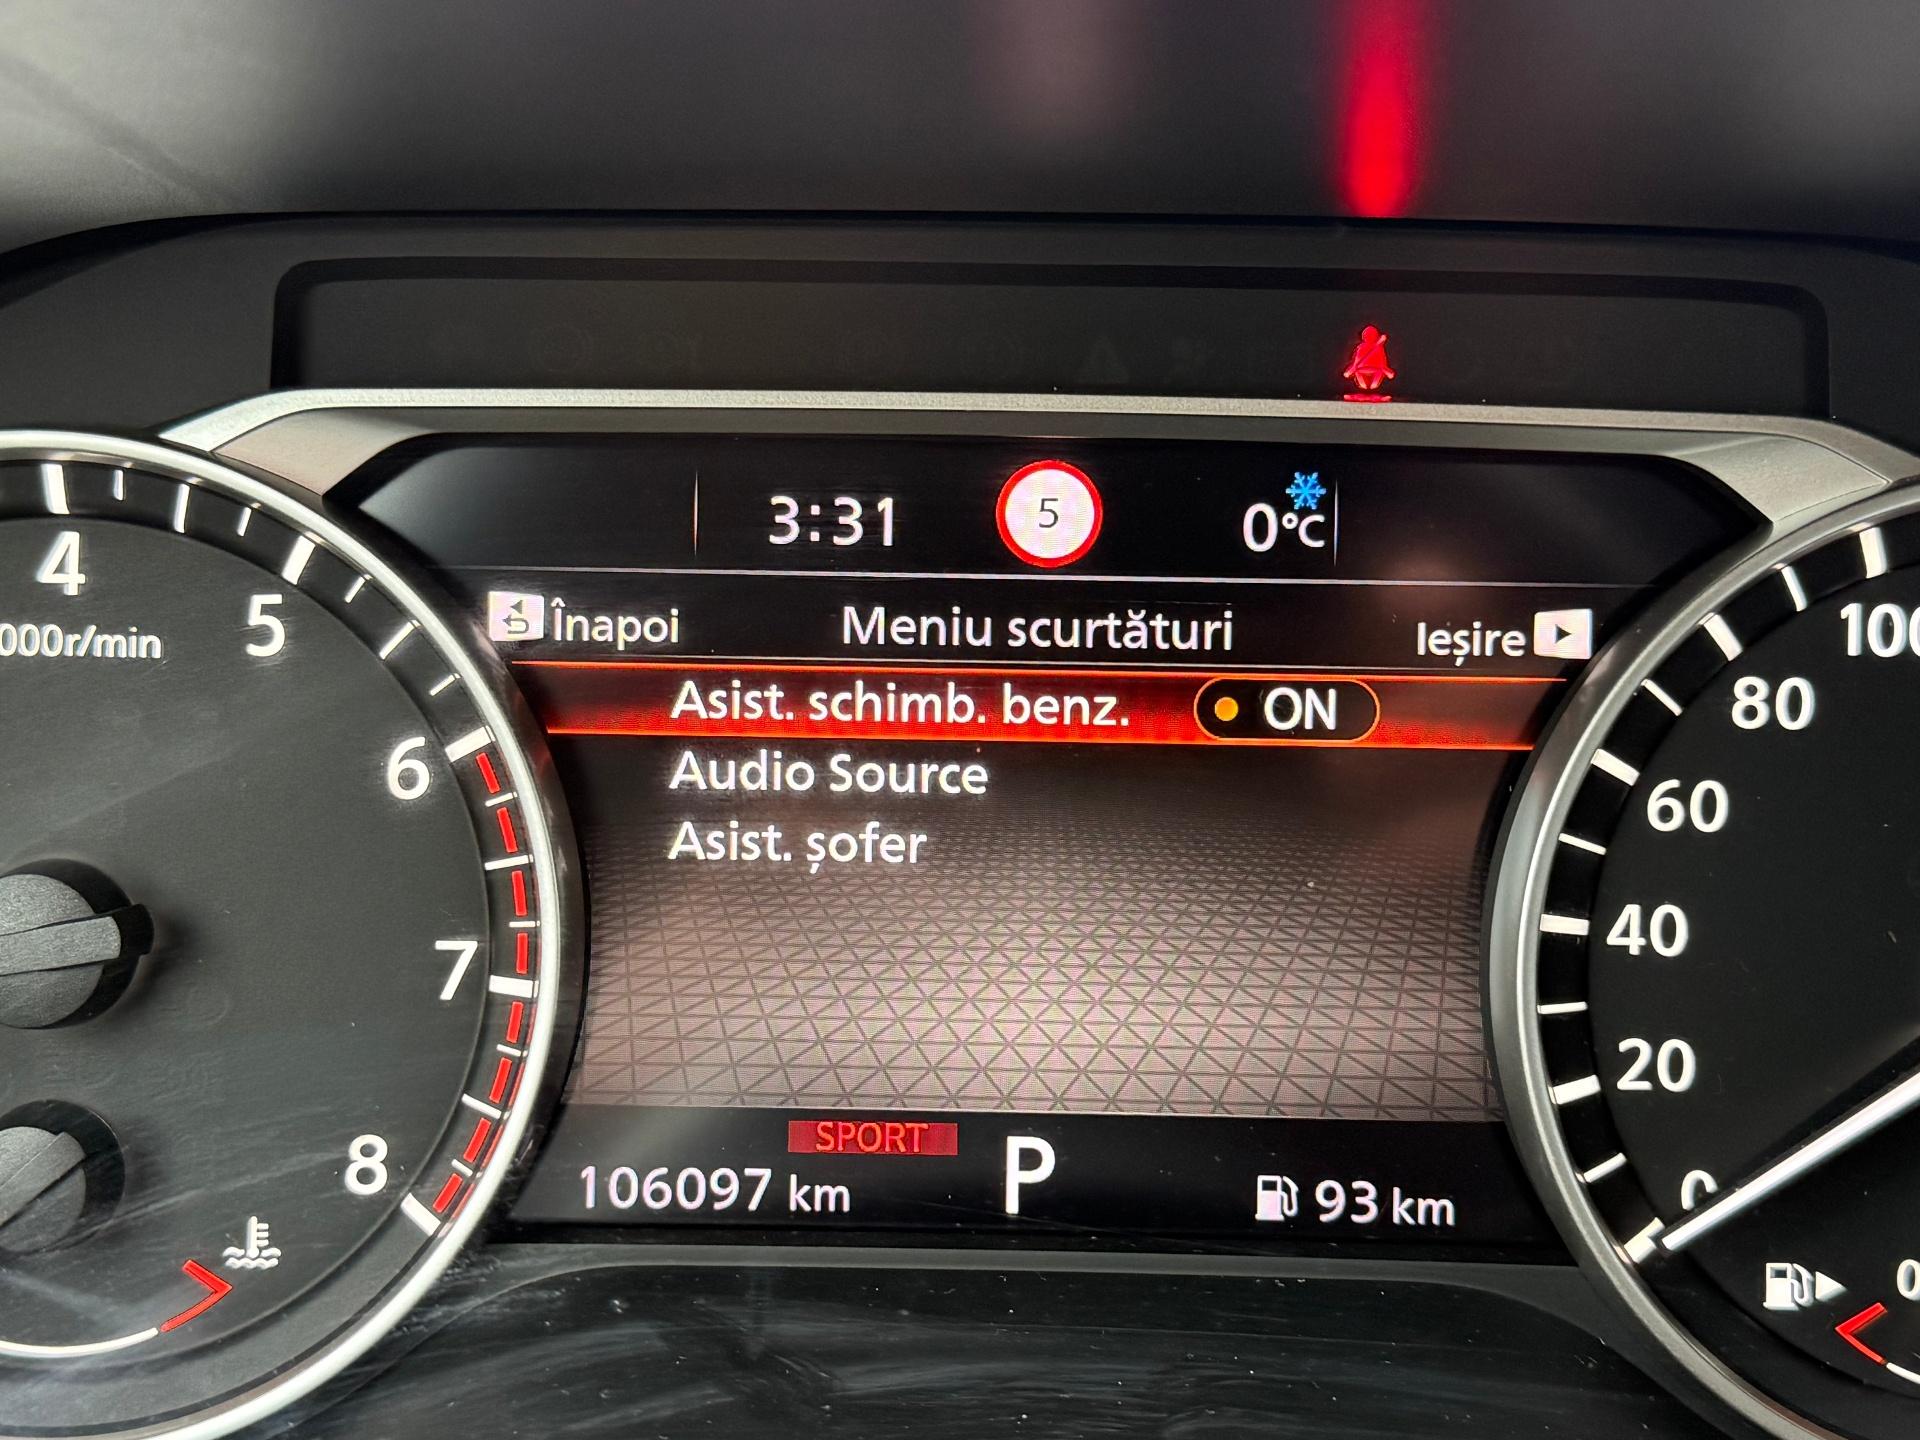 3:31
5
0°C
Înapoi
Meniu scurtături
Ieșire
Asist. schimb. benz.
ON
Audio Source
Asist. șofer
SPORT
P
106097 km
93 km
4
5
6
7
8
000r/min
100
80
60
40
20
0
0